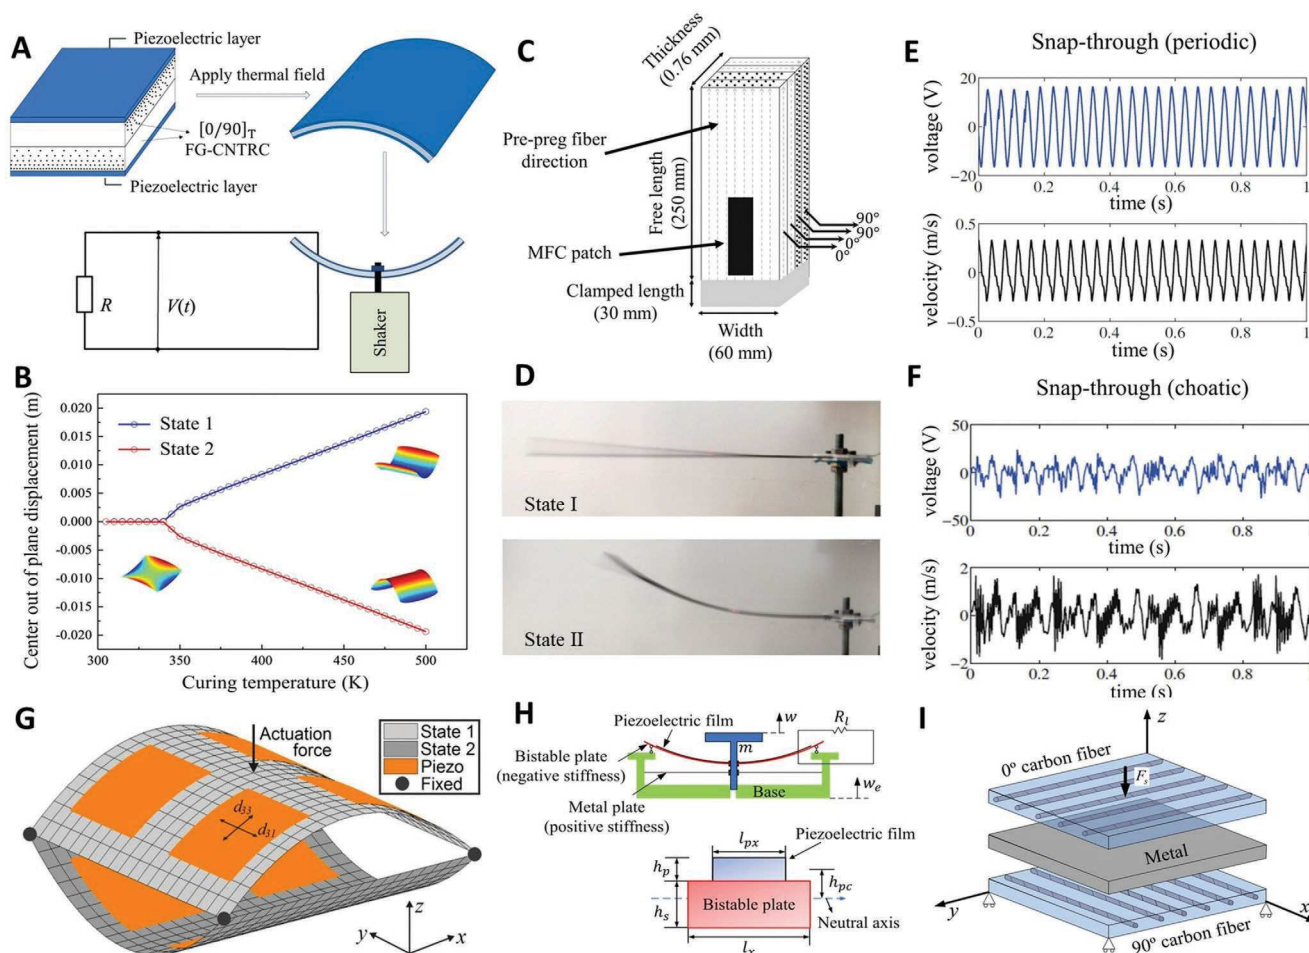 A
Piezoelectric layer
Apply thermal field
[0/90]T
FG-CNTRC
Piezoelectric layer
R
V(t)
Shaker
B
Center out of plane displacement (m)
0.020
0.015
0.010
0.005
0.000
-0.005
-0.010
-0.015
-0.020
State 1
State 2
300
350
400
450
500
Curing temperature (K)
C
Thickness
(0.76 mm)
Pre-preg fiber
direction
Free length
(250 mm)
MFC patch
90°
90°
0°
0°
Clamped length
(30 mm)
Width
(60 mm)
D
State I
State II
E
Snap-through (periodic)
voltage (V)
20
0
−20
0 0.2 0.4 0.6 0.8 1
time (s)
velocity (m/s)
0.5
0
−0.5
0 0.2 0.4 0.6 0.8 1
time (s)
F
Snap-through (choatic)
voltage (V)
50
0
−50
0 0.2 0.4 0.6 0.8 1
time (s)
velocity (m/s)
2
0
−2
0 0.2 0.4 0.6 0.8 1
time (s)
G
Actuation
force
State 1
State 2
Piezo
Fixed
d33
d31
z
y
x
H
Piezoelectric film
w
Rl
m
Bistable plate
(negative stiffness)
Base
we
Metal plate
(positive stiffness)
Piezoelectric film
lpx
hp
hpc
Bistable plate
hs
Neutral axis
lx
I
z
0° carbon fiber
Fs
Metal
y
x
90° carbon fiber